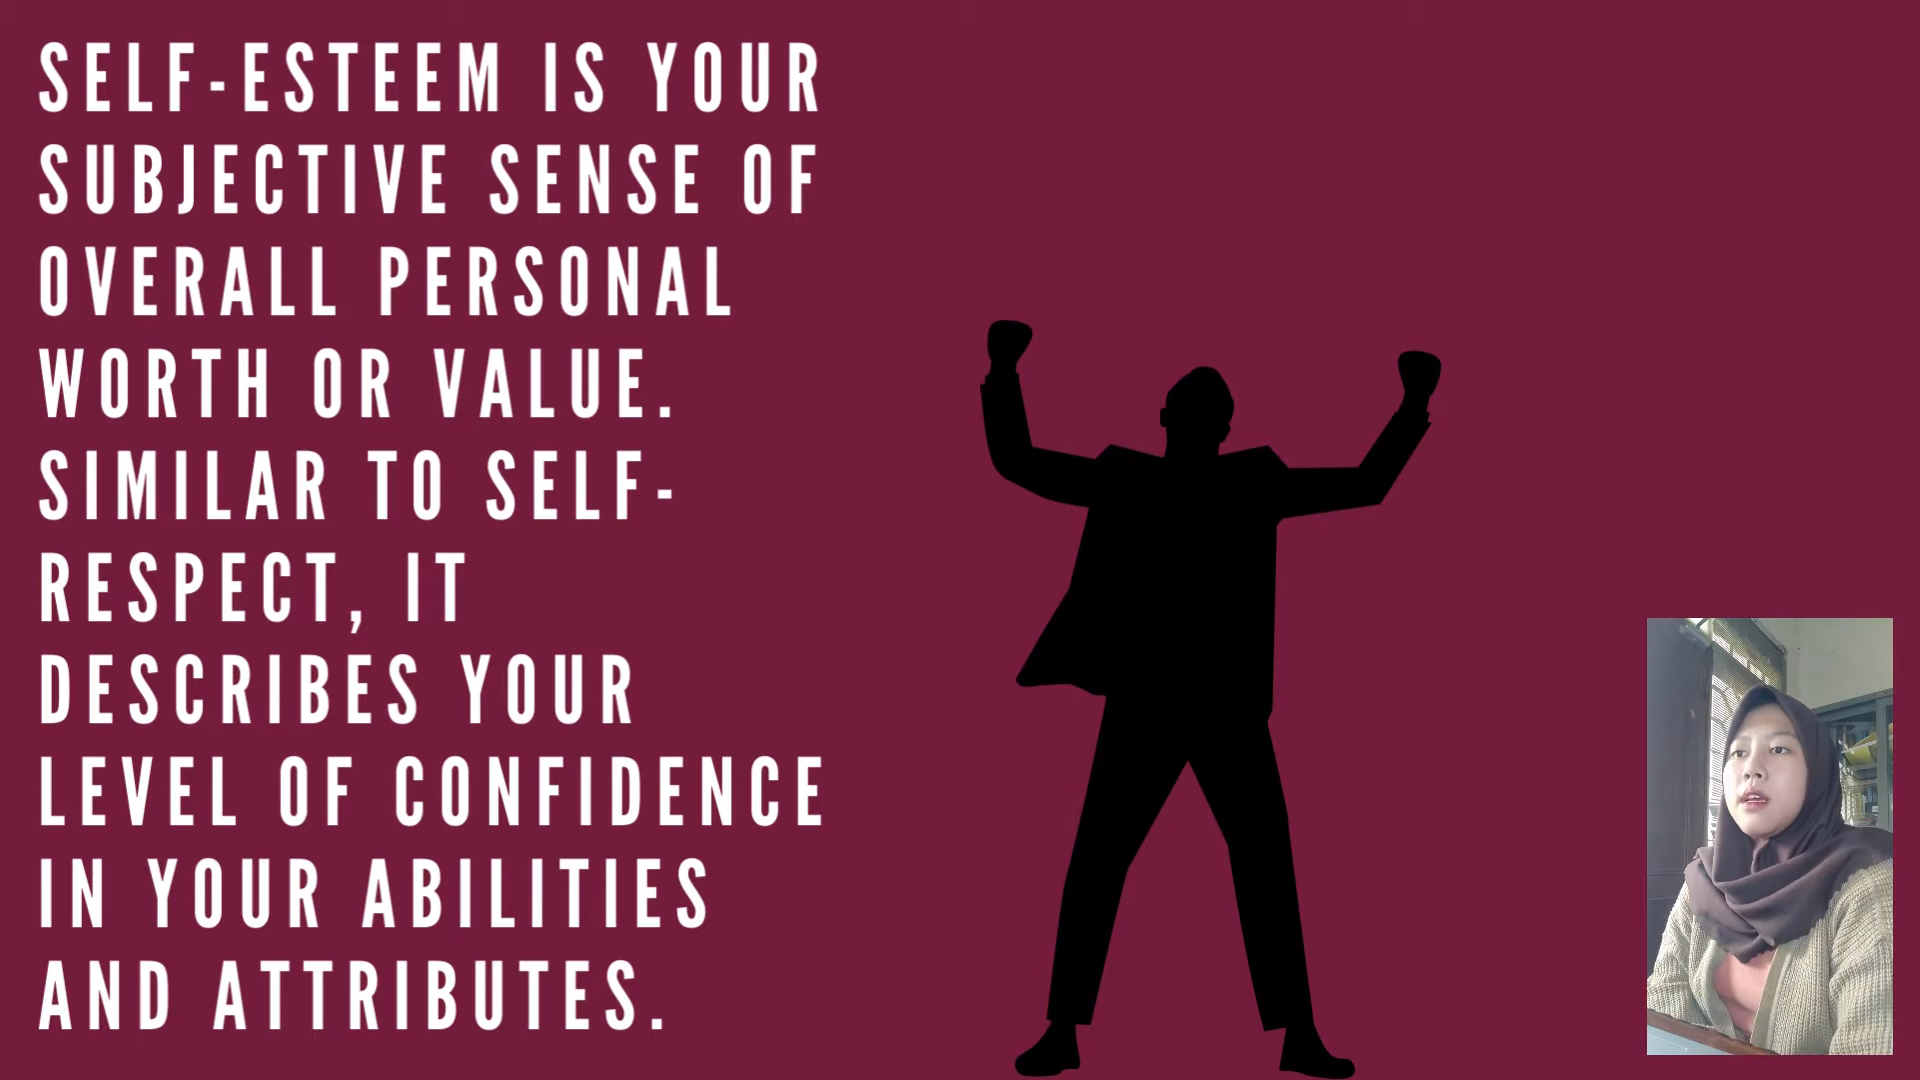 SELF-ESTEEM IS YOUR
SUBJECTIVE SENSE OF
OVERALL PERSONAL
WORTH OR VALUE.
SIMILAR TO SELF-
RESPECT, IT
DESCRIBES YOUR
LEVEL OF CONFIDENCE
IN YOUR ABILITIES
AND ATTRIBUTES.